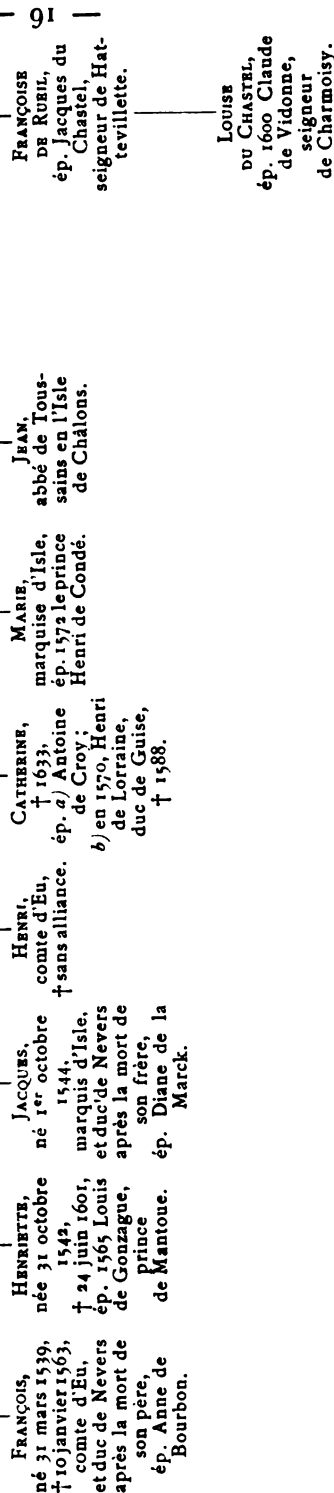 — 91 —
FRANÇOIS,
né 31 mars 1539,
† 10 janvier 1563,
comte d'Eu,
et duc de Nevers
après la mort de
son père,
ép. Anne de
Bourbon.
HENRIETTE,
née 31 octobre
1542,
† 24 juin 1601,
ép. 1565 Louis
de Gonzague,
prince
de Mantoue.
JACQUES,
né 1er octobre
1544,
marquis d'Isle,
et duc de Nevers
après la mort de
son frère,
ép. Diane de la
Marck.
HENRI,
comte d'Eu,
† sans alliance.
CATHERINE,
† 1633,
ép. a) Antoine
de Croy;
b) en 1570, Henri
de Lorraine,
duc de Guise,
† 1588.
MARIE,
marquise d'Isle,
ép. 1572 le prince
Henri de Condé.
JEAN,
abbé de Tous-
sains en l'Isle
de Châlons.
FRANÇOISE
DE RUBIL,
ép. Jacques du
Chastel,
seigneur de Hat-
tevillette.
LOUISE
DU CHASTEL,
ép. 1600 Claude
de Vidonne,
seigneur
de Charmoisy.